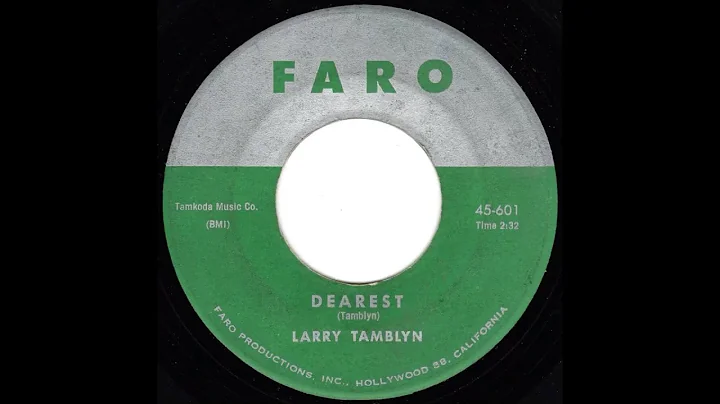 FARO
Tamkoda Music Co.
(BMI)
45-601
Time 2:32
DEAREST
(Tamblyn)
LARRY TAMBLYN
FARO PRODUCTIONS, INC., HOLLYWOOD 38, CALIFORNIA